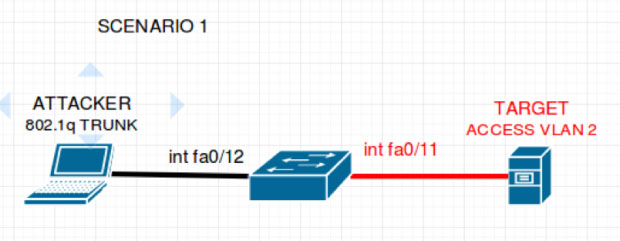 SCENARIO 1
ATTACKER
802.1q TRUNK
int fa0/12
int fa0/11
TARGET
ACCESS VLAN 2